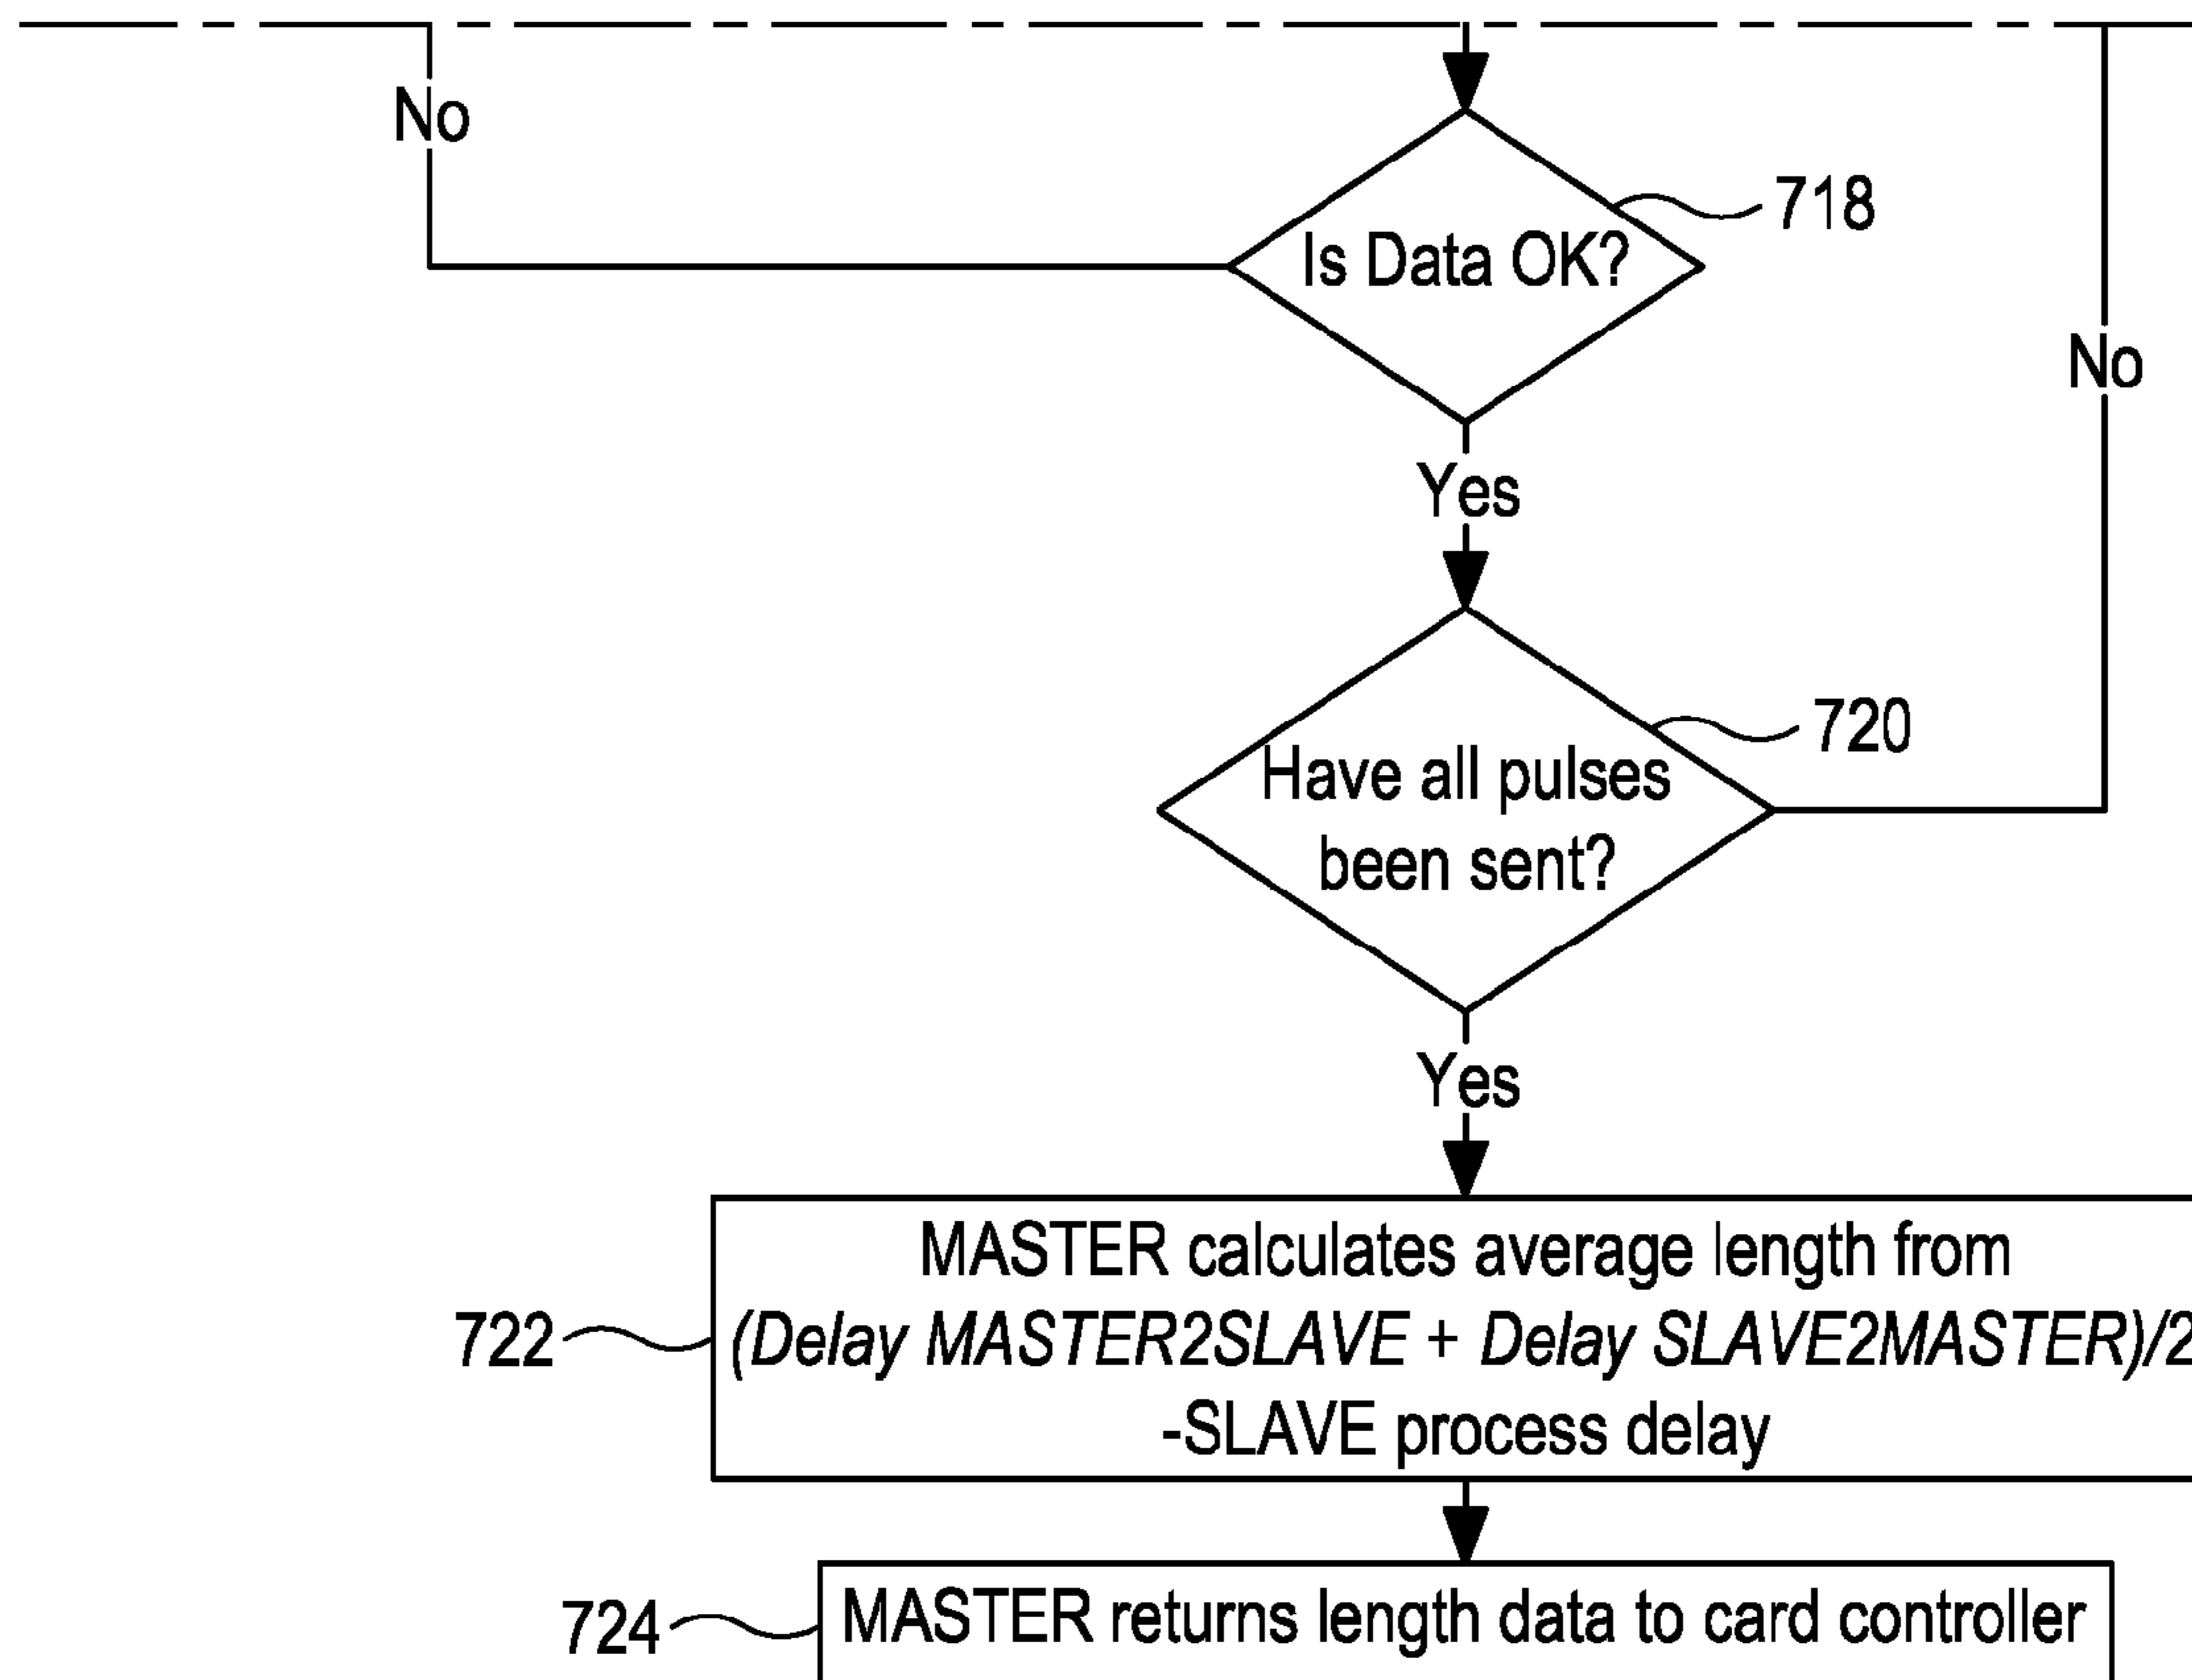 No
718
Is Data OK?
No
Yes
720
Have all pulses
been sent?
Yes
MASTER calculates average length from
722
(Delay MASTER2SLAVE + Delay SLAVE2MASTER)/2
-SLAVE process delay
724
MASTER returns length data to card controller